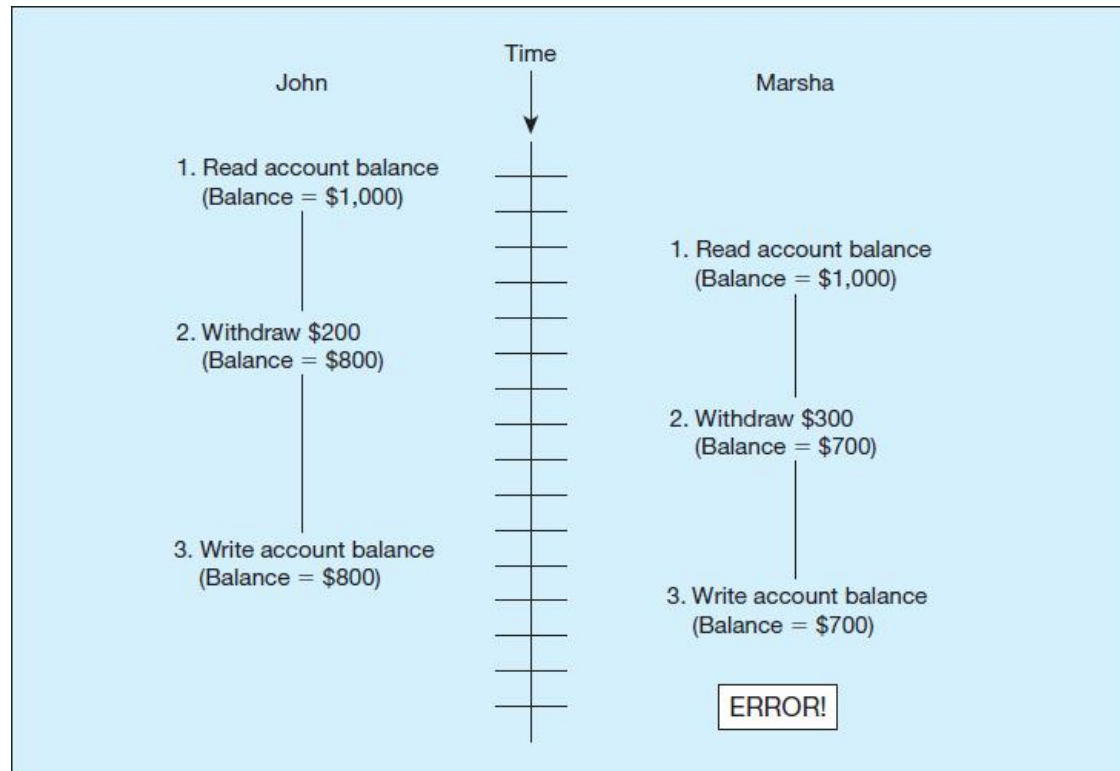 Time
John
Marsha
1. Read account balance
(Balance = $1,000)
1. Read account balance
(Balance = $1,000)
2. Withdraw $200
(Balance = $800)
2. Withdraw $300
(Balance = $700)
3. Write account balance
(Balance = $800)
3. Write account balance
(Balance = $700)
ERROR!